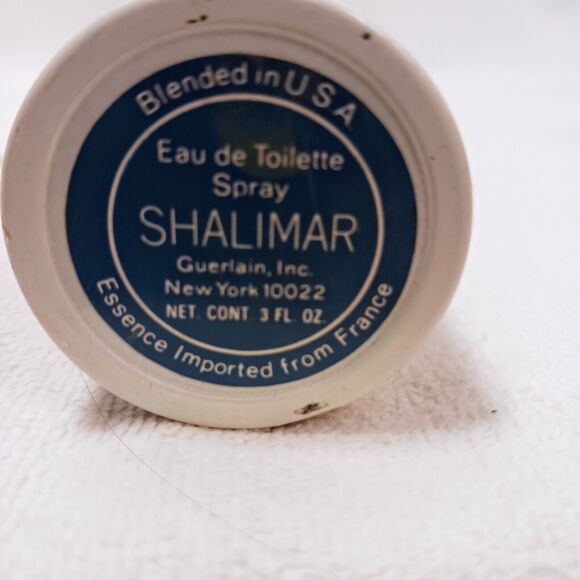 Blended in USA
Eau de Toilette
Spray
SHALIMAR
Guerlain, Inc.
New York 10022
NET. CONT. 3 FL. OZ.
Essence Imported from France